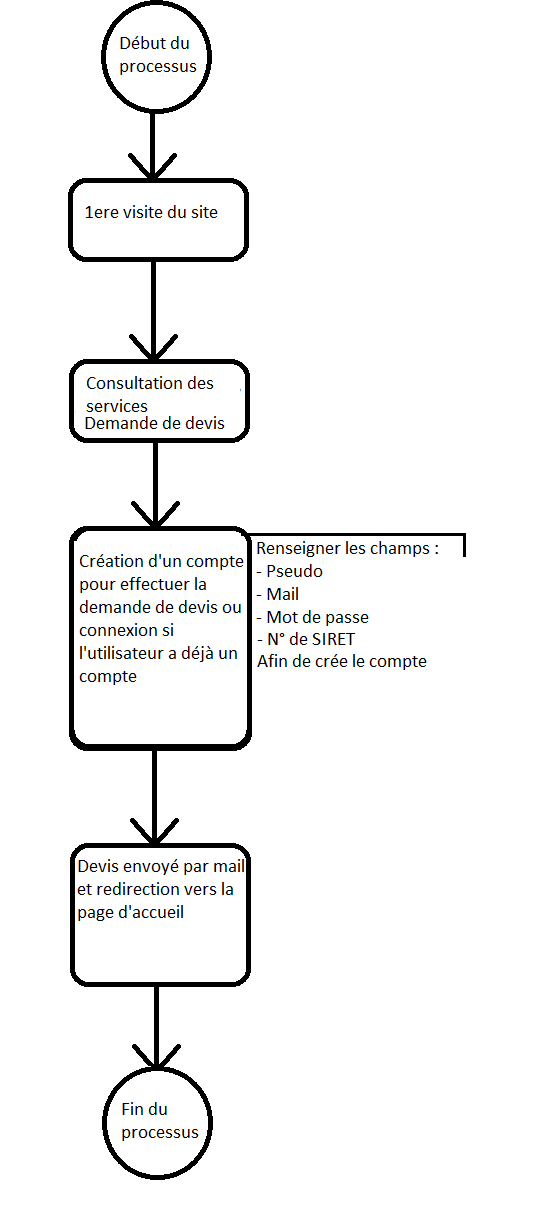 Début du
processus
1ere visite du site
Consultation des
services
Demande de devis
Création d'un compte
pour effectuer la
demande de devis ou
connexion si
l'utilisateur a déjà un
compte
Renseigner les champs :
- Pseudo
- Mail
- Mot de passe
- N° de SIRET
Afin de crée le compte
Devis envoyé par mail
et redirection vers la
page d'accueil
Fin du
processus